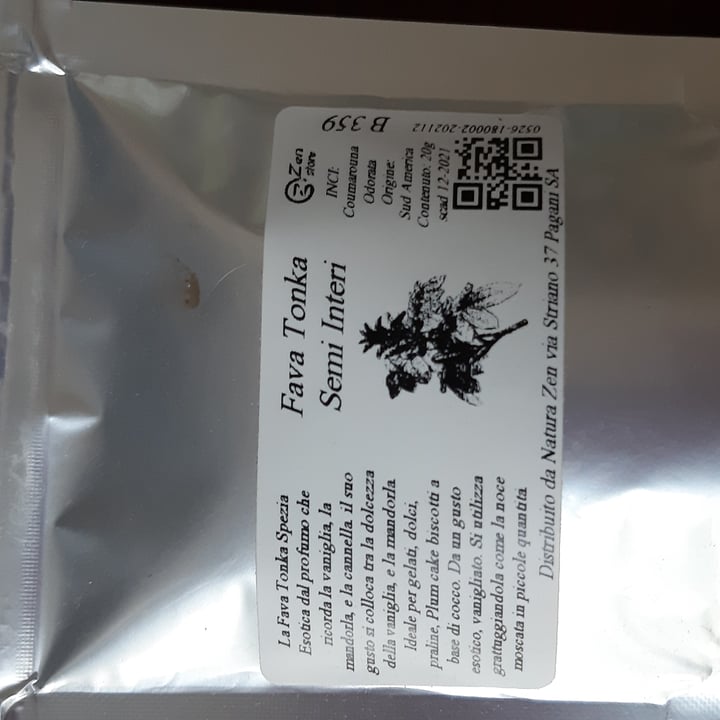 La Fava Tonka Spezia
Esotica dal profumo che
ricorda la vaniglia, la
mandorla, e la cannella. il suo
gusto si colloca tra la dolcezza
della vaniglia, e la mandorla
Ideale per gelati, dolci,
praline, Plum cake biscotti a
base di cocco. Da un gusto
esotico, vanigliato. Si utilizza
grattuggiandola come la noce
moscata in piccole quantita
Fava Tonka
Semi Interi
Zen
store
INCI:
Coumarouna
Odorata
Origine:
Sud America
Contenuto: 20g
scad 12-2021
B 359
0526-180002-202112
Distribuito da Natura Zen via Striano 37 Pagani SA